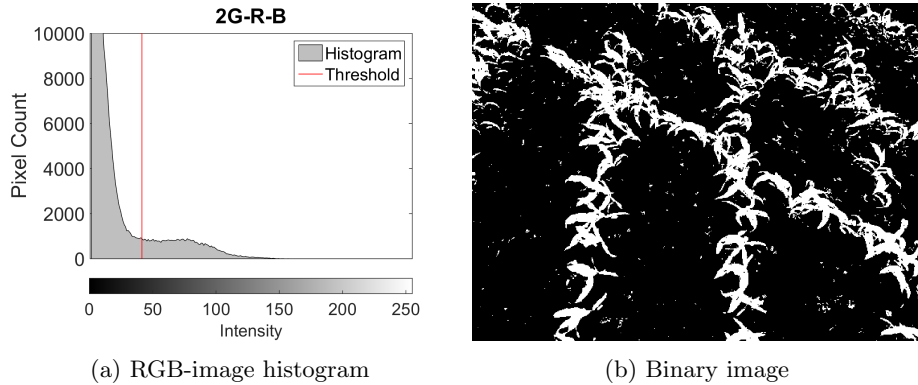 2G-R-B
10000
8000
6000
4000
2000
0
Pixel Count
Histogram
Threshold
0 50 100 150 200 250
Intensity
(a) RGB-image histogram
(b) Binary image